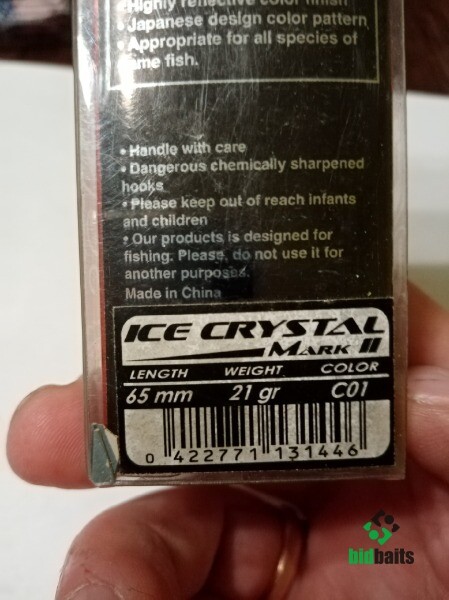 Highly reflective color finish
• Japanese design color pattern
• Appropriate for all species of
game fish.
• Handle with care
• Dangerous chemically sharpened
hooks
• Please keep out of reach infants
and children
• Our products is designed for
fishing. Please, do not use it for
another purposes.
Made in China
ICE CRYSTAL
MARK II
LENGTH WEIGHT COLOR
65 mm 21 gr C01
0 422771 131446
bidbaits